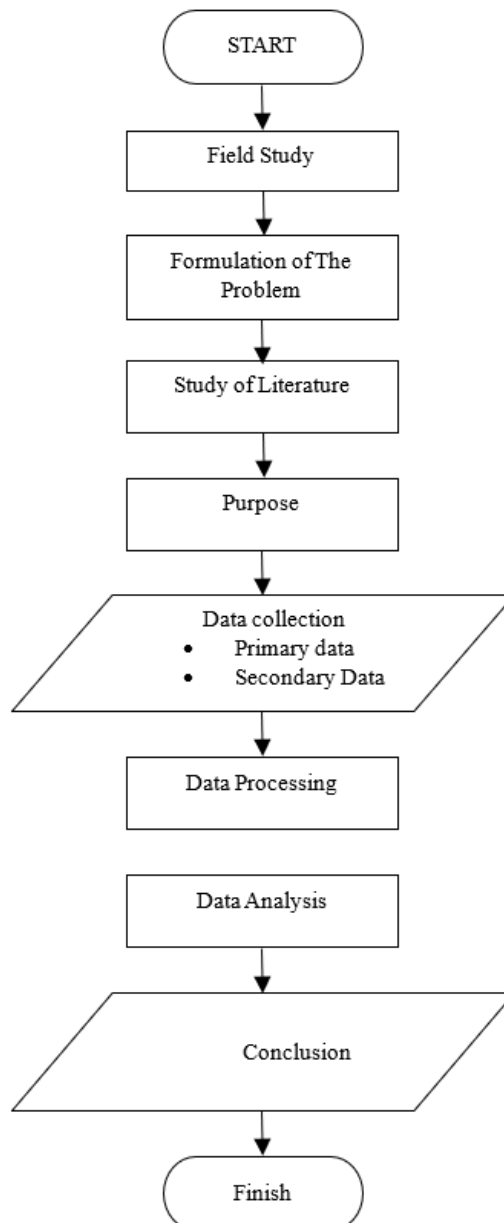 START
Field Study
Formulation of The
Problem
Study of Literature
Purpose
Data collection
• Primary data
• Secondary Data
Data Processing
Data Analysis
Conclusion
Finish